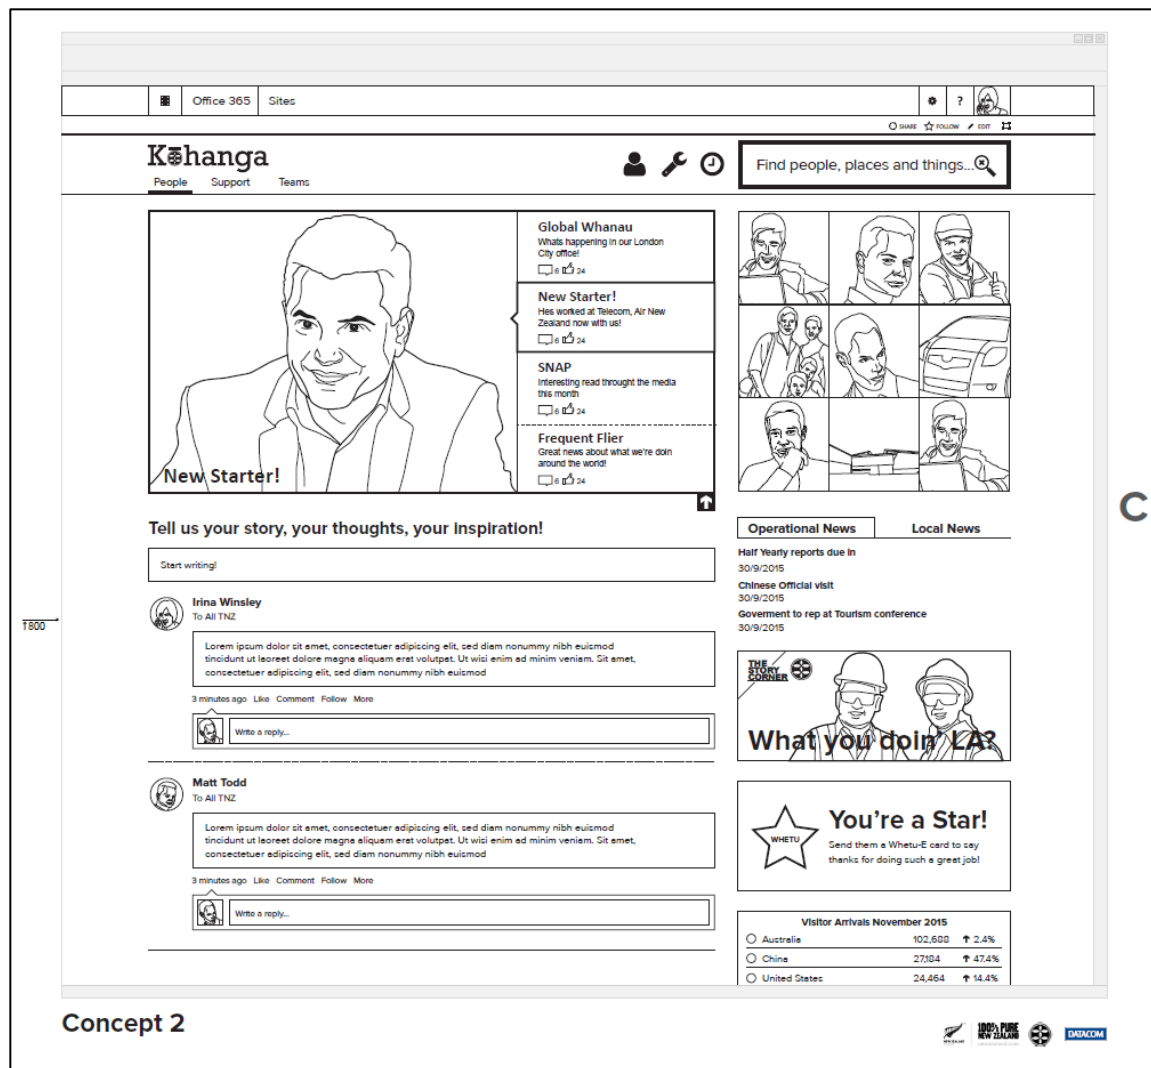 Office 365 Sites ?
SHARE FOLLOW EDIT
Kōhanga
People Support Teams
Find people, places and things...
Global Whanau
Whats happening in our London
City office!
6 24
New Starter!
Hes worked at Telecom, Air New
Zealand now with us!
6 24
SNAP
Interesting read throught the media
this month
6 24
Frequent Flier
Great news about what we're doin
around the world!
6 24
New Starter!
Tell us your story, your thoughts, your inspiration!
Start writing!
Irina Winsley
To All TNZ
Lorem ipsum dolor sit amet, consectetuer adipiscing elit, sed diam nonummy nibh euismod
tincidunt ut laoreet dolore magna aliquam erat volutpat. Ut wisi enim ad minim veniam. Sit amet,
consectetuer adipiscing elit, sed diam nonummy nibh euismod
3 minutes ago Like Comment Follow More
Write a reply...
Matt Todd
To All TNZ
Lorem ipsum dolor sit amet, consectetuer adipiscing elit, sed diam nonummy nibh euismod
tincidunt ut laoreet dolore magna aliquam erat volutpat. Ut wisi enim ad minim veniam. Sit amet,
consectetuer adipiscing elit, sed diam nonummy nibh euismod
3 minutes ago Like Comment Follow More
Write a reply...
Operational News Local News
Half Yearly reports due in
30/9/2015
Chinese Official visit
30/9/2015
Goverment to rep at Tourism conference
30/9/2015
THE
STORY
CORNER
What you doin' LA?
WHETU
You're a Star!
Send them a Whetu-E card to say
thanks for doing such a great job!
Visitor Arrivals November 2015
Australia 102,688 2.4%
China 27,184 47.4%
United States 24,464 14.4%
1800
C
Concept 2
100% PURE
NEW ZEALAND
DATACOM